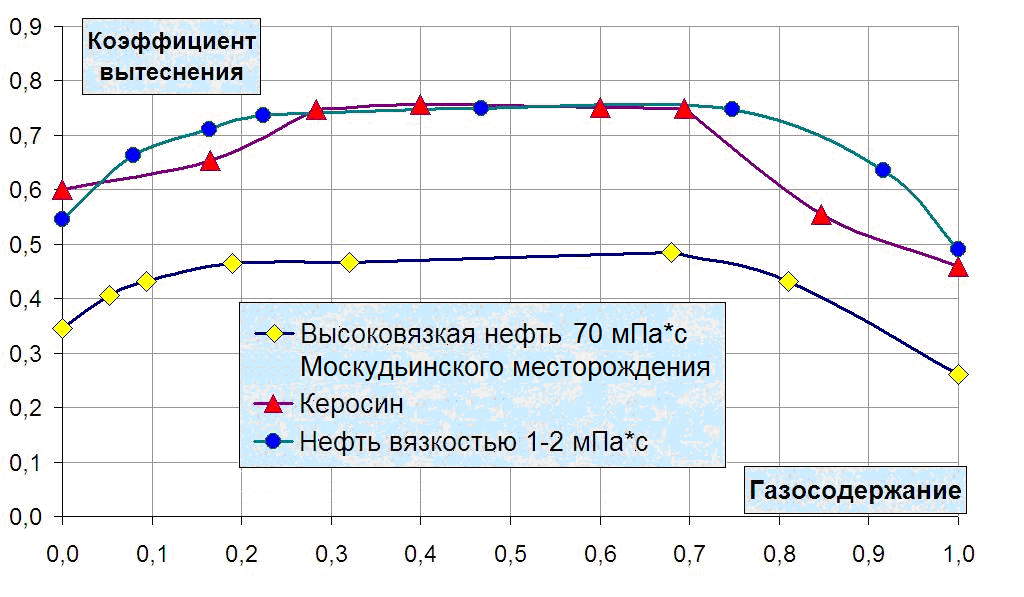 0,9
0,8
0,7
0,6
0,5
0,4
0,3
0,2
0,1
0,0
Коэффициент
вытеснения
Высоковязкая нефть 70 мПа*с
Москудьинского месторождения
Керосин
Нефть вязкостью 1-2 мПа*с
Газосодержание
0,0 0,1 0,2 0,3 0,4 0,5 0,6 0,7 0,8 0,9 1,0